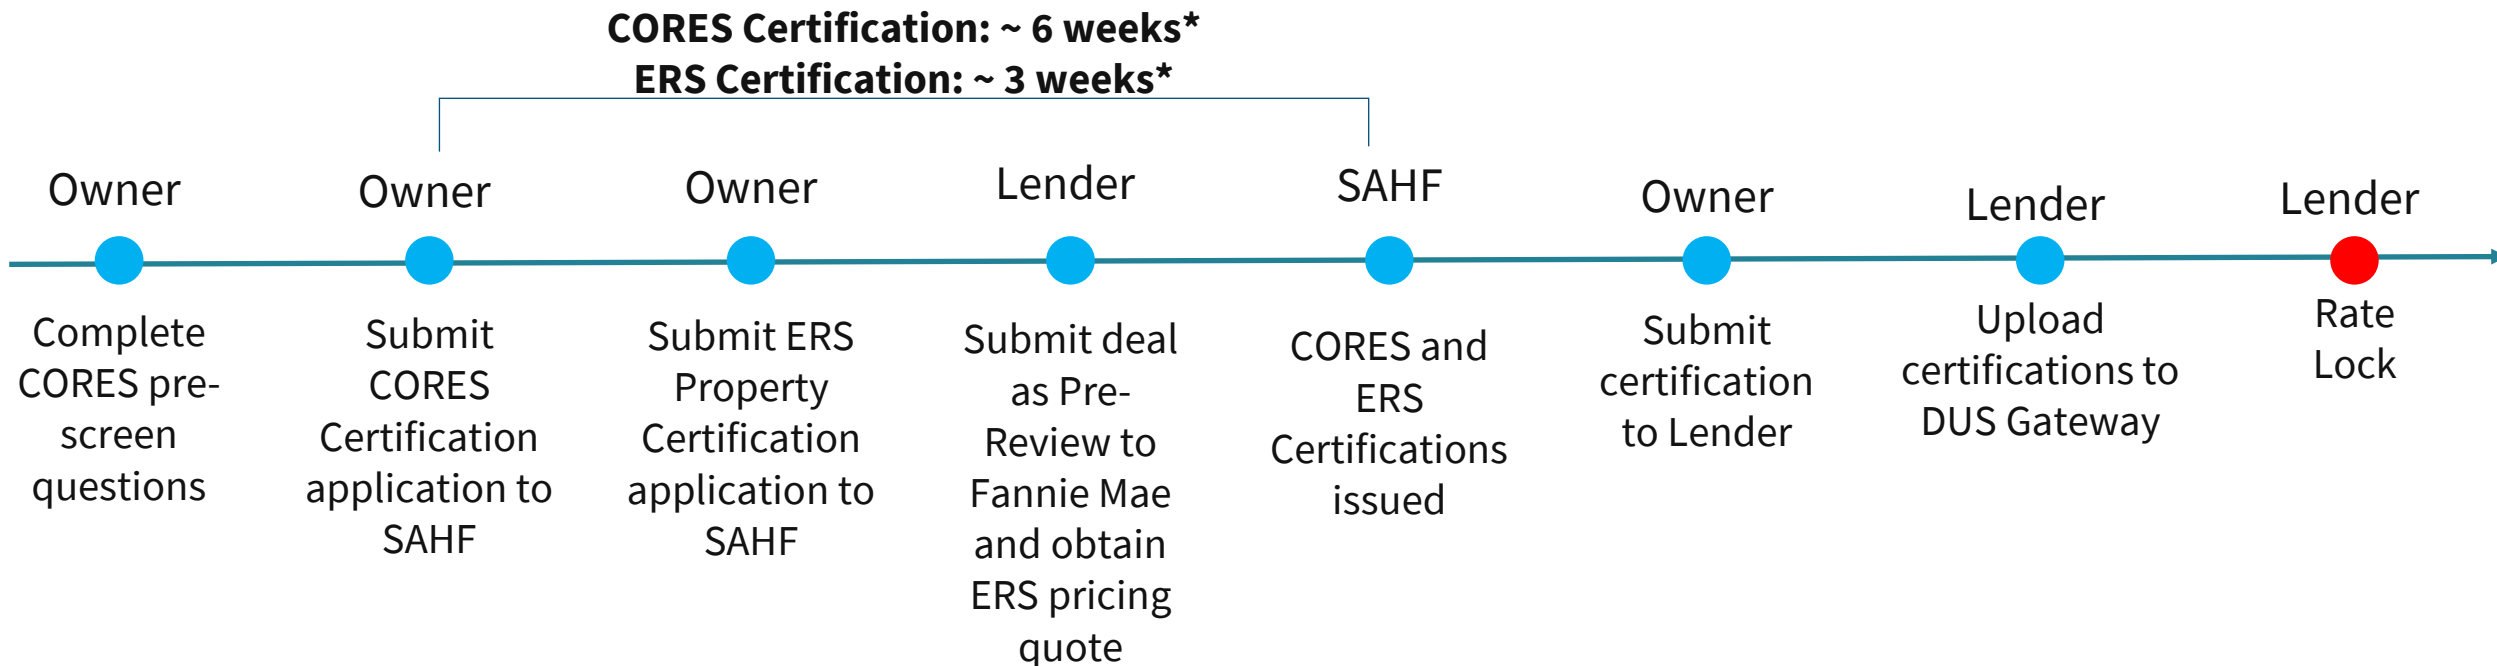 CORES Certification: ~ 6 weeks*
ERS Certification: ~ 3 weeks*
Owner
Complete
CORES pre-
screen
questions
Owner
Submit
CORES
Certification
application to
SAHF
Owner
Submit ERS
Property
Certification
application to
SAHF
Lender
Submit deal
as Pre-
Review to
Fannie Mae
and obtain
ERS pricing
quote
SAHF
CORES and
ERS
Certifications
issued
Owner
Submit
certification
to Lender
Lender
Upload
certifications to
DUS Gateway
Lender
Rate
Lock